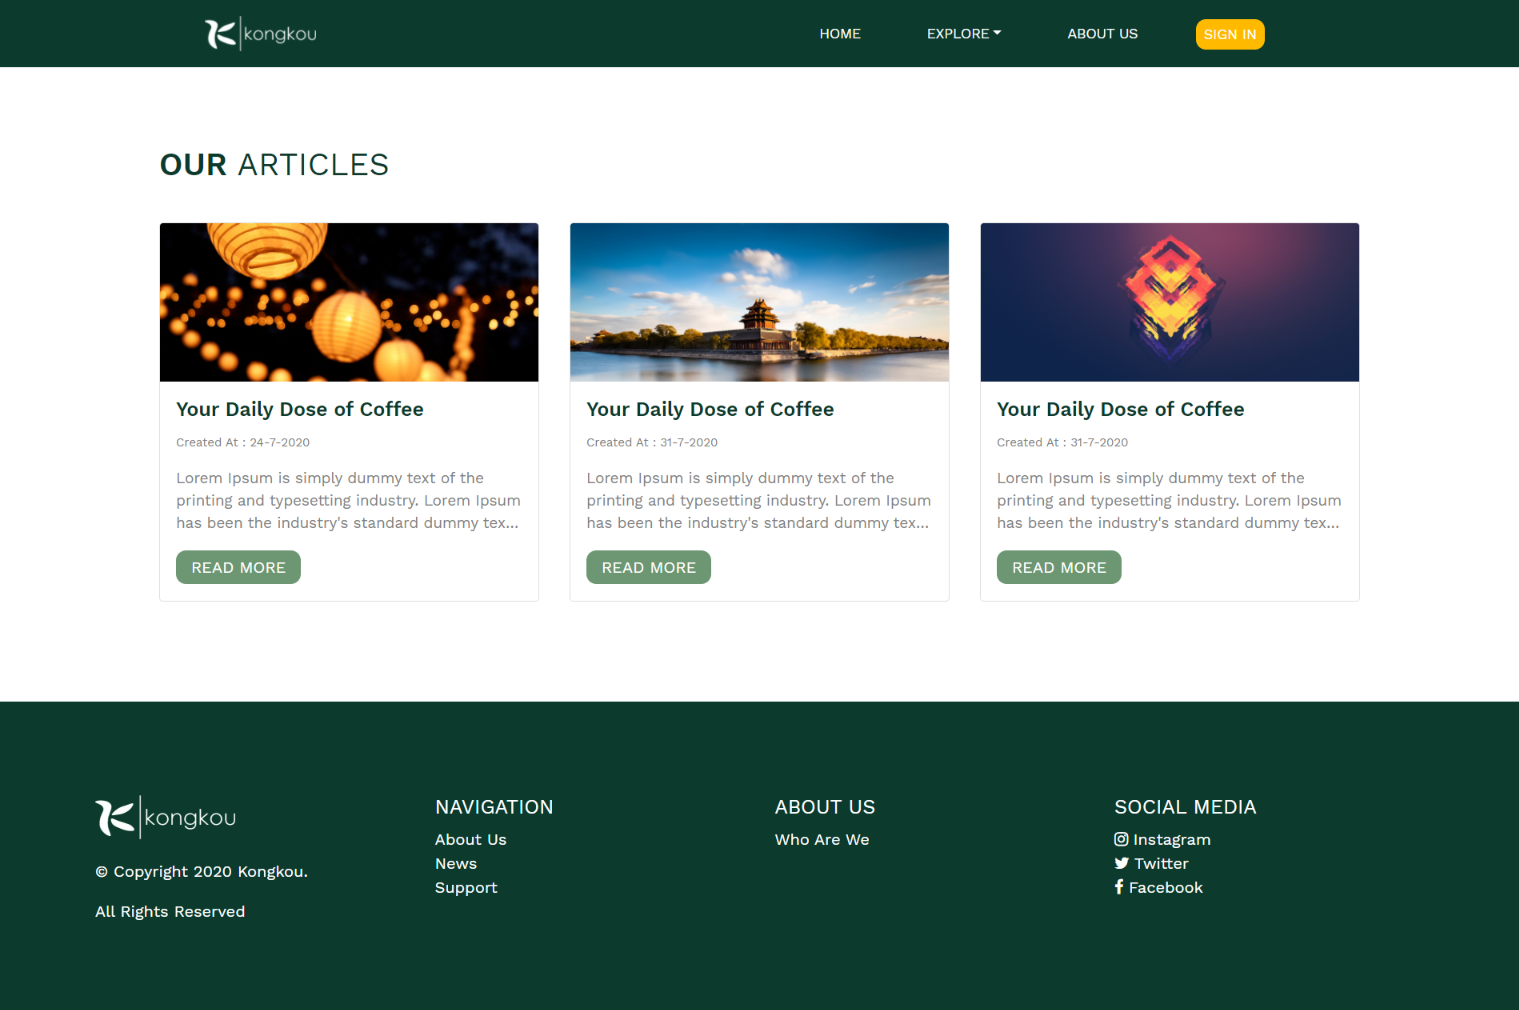 kongkou
HOME
EXPLORE
ABOUT US
SIGN IN
OUR ARTICLES
Your Daily Dose of Coffee
Created At : 24-7-2020
Lorem Ipsum is simply dummy text of the
printing and typesetting industry. Lorem Ipsum
has been the industry's standard dummy tex...
READ MORE
Your Daily Dose of Coffee
Created At : 31-7-2020
Lorem Ipsum is simply dummy text of the
printing and typesetting industry. Lorem Ipsum
has been the industry's standard dummy tex...
READ MORE
Your Daily Dose of Coffee
Created At : 31-7-2020
Lorem Ipsum is simply dummy text of the
printing and typesetting industry. Lorem Ipsum
has been the industry's standard dummy tex...
READ MORE
kongkou
© Copyright 2020 Kongkou.
All Rights Reserved
NAVIGATION
About Us
News
Support
ABOUT US
Who Are We
SOCIAL MEDIA
Instagram
Twitter
Facebook